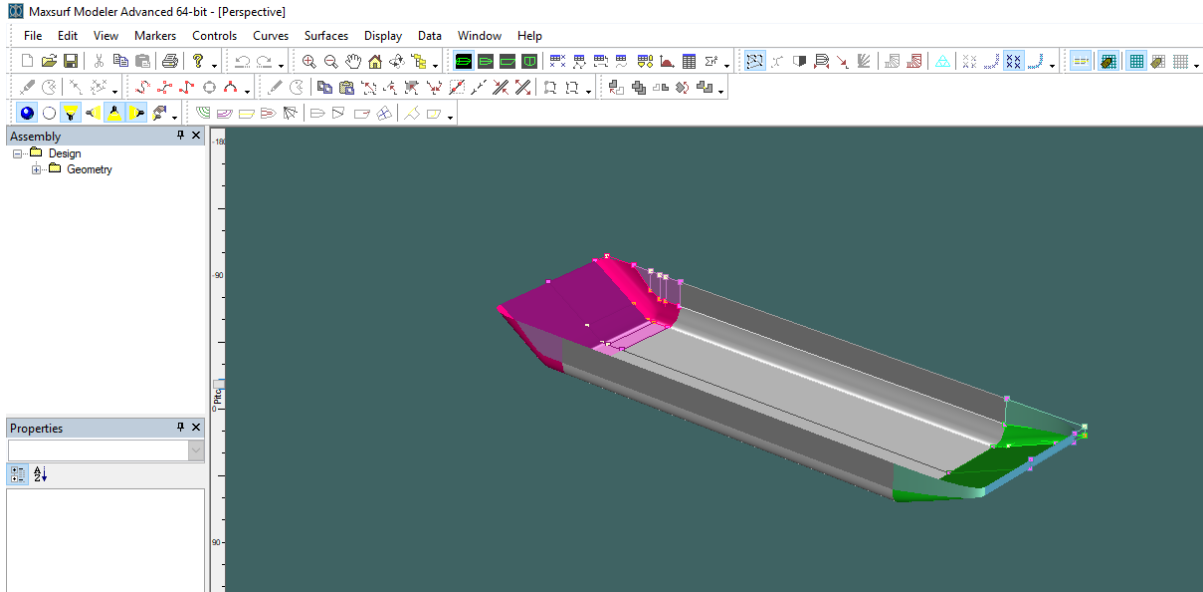 Maxsurf Modeler Advanced 64-bit - [Perspective]
File Edit View Markers Controls Curves Surfaces Display Data Window Help
Assembly
Design
Geometry
Properties
-180
-90
Pitc
0
90